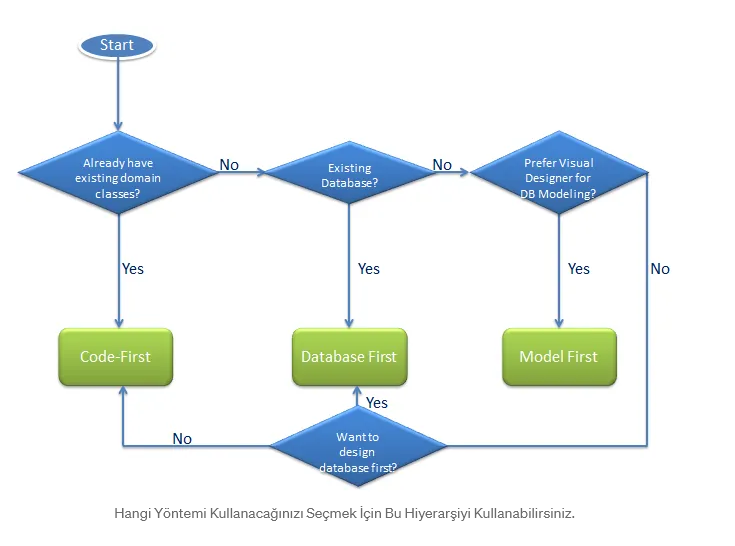 Start
Already have
existing domain
classes?
No
Existing
Database?
No
Prefer Visual
Designer for
DB Modeling?
Yes
Yes
Yes
No
Code-First
Database First
Model First
Yes
No
Want to
design
database first?
Hangi Yöntemi Kullanacağınızı Seçmek İçin Bu Hiyerarşiyi Kullanabilirsiniz.